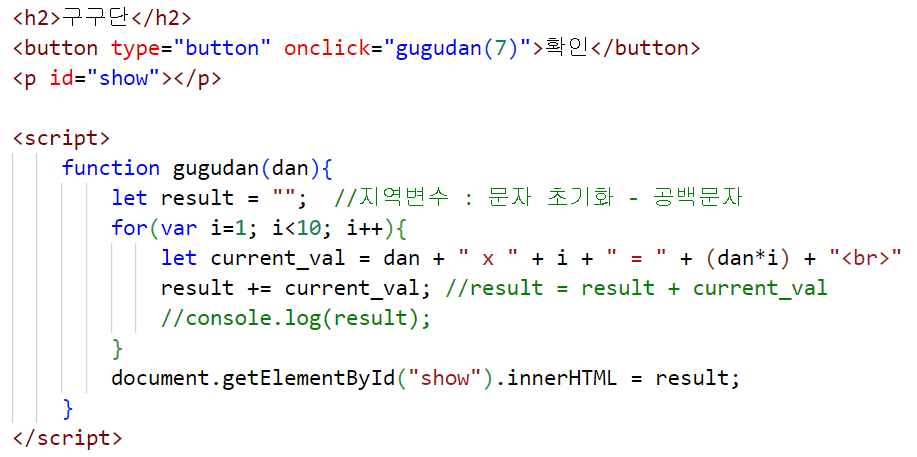 <h2>구구단</h2>
<button type="button" onclick="gugudan(7)">확인</button>
<p id="show"></p>
<script>
function gugudan(dan){
let result = "";  //지역변수 : 문자 초기화 - 공백문자
for(var i=1; i<10; i++){
let current_val = dan + " x " + i + " = " + (dan*i) + "<br>"
result += current_val; //result = result + current_val
//console.log(result);
}
document.getElementById("show").innerHTML = result;
}
</script>